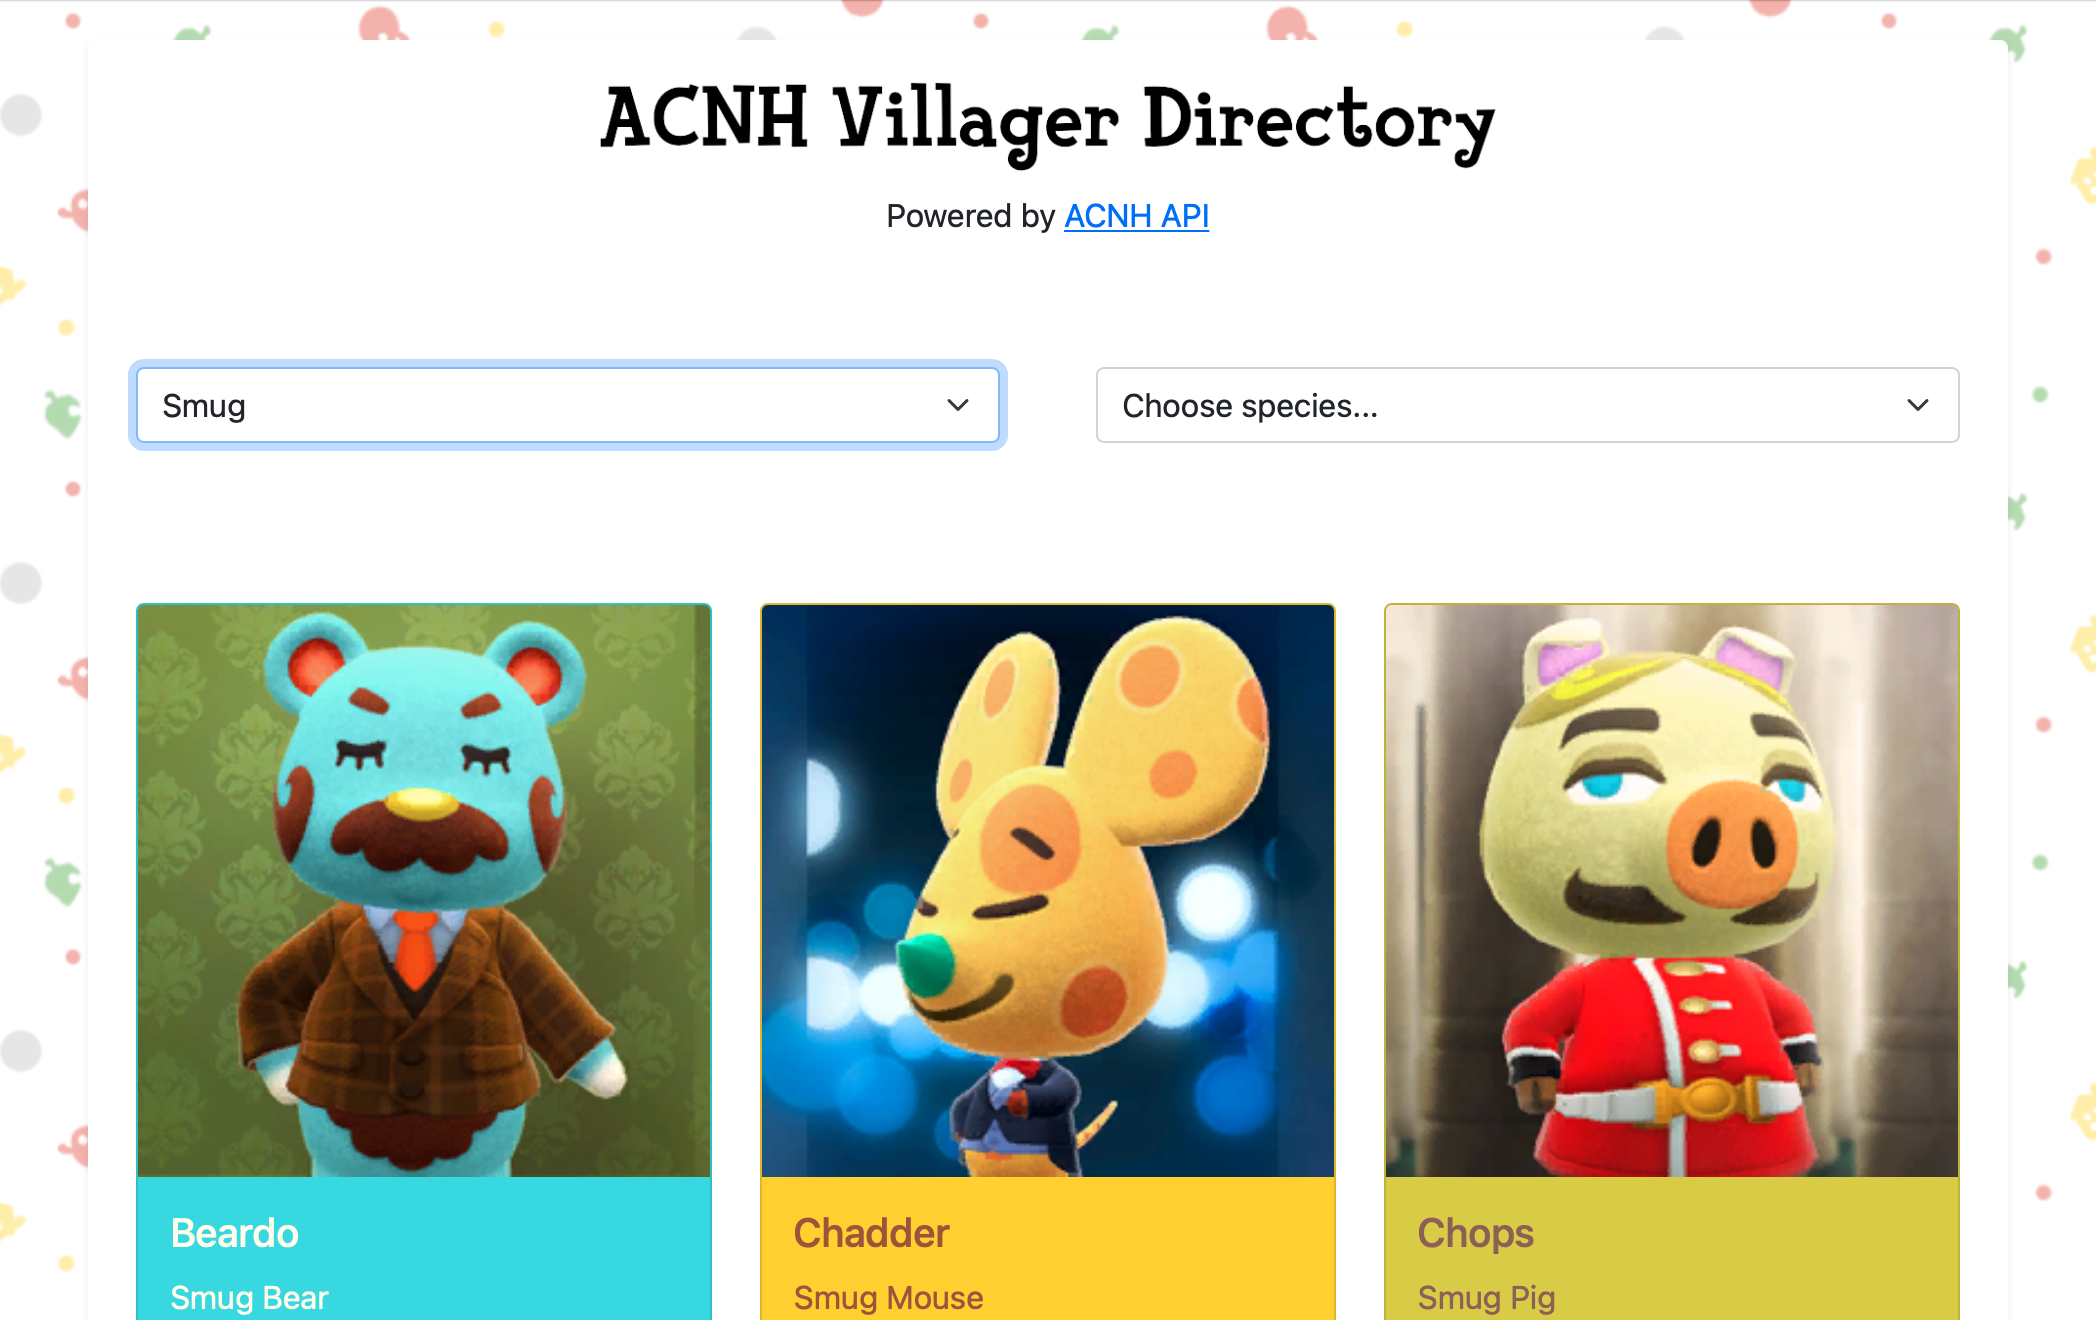 ACNH Villager Directory
Powered by ACNH API
Smug
Choose species...
Beardo
Smug Bear
Chadder
Smug Mouse
Chops
Smug Pig